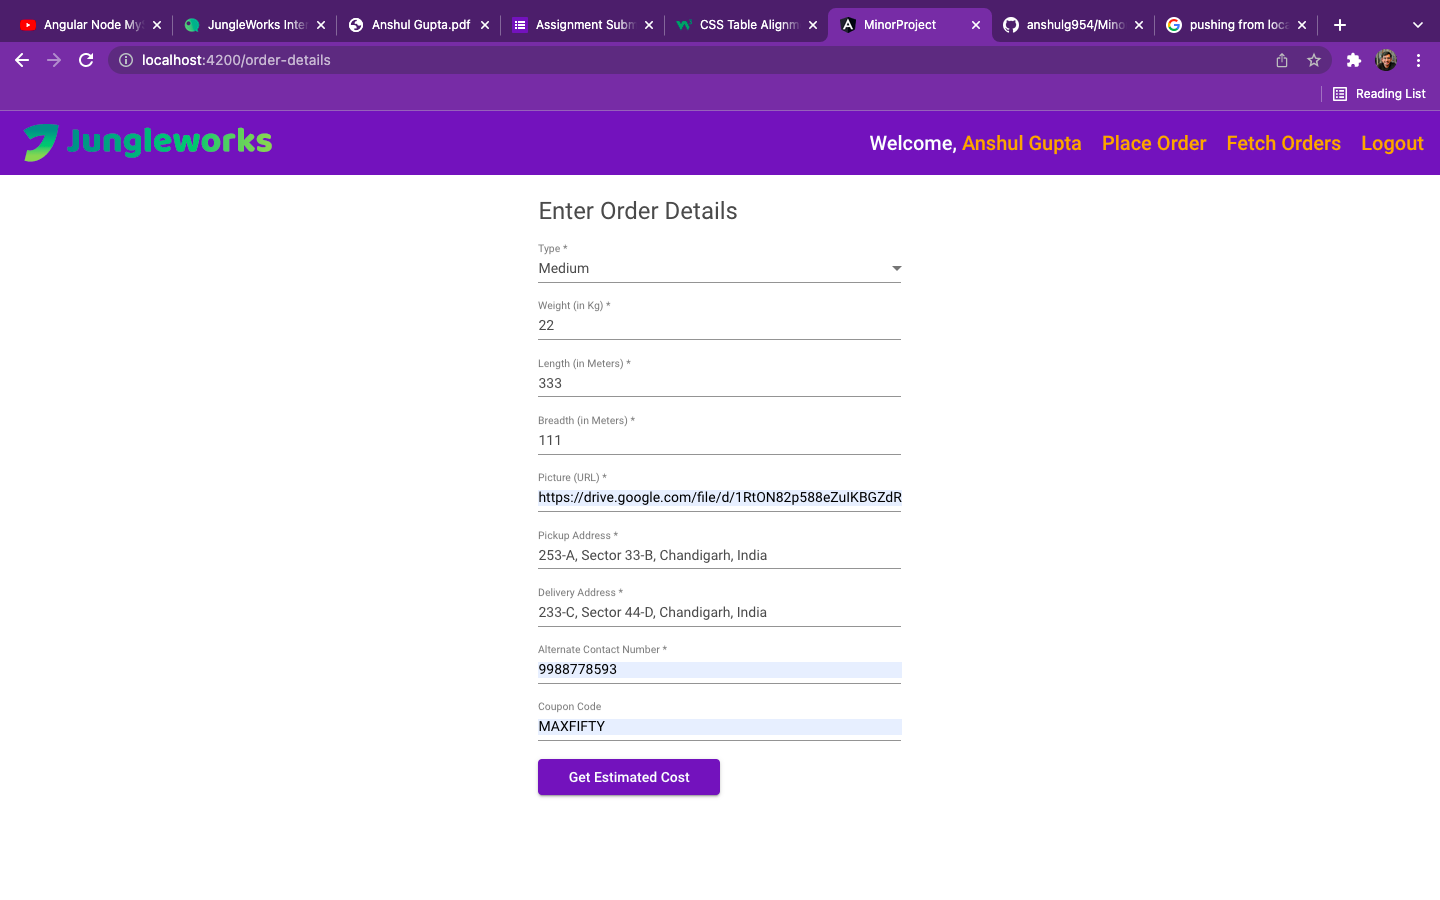 Angular Node My JungleWorks Inte Anshul Gupta.pdf Assignment Subm CSS Table Alignm MinorProject anshulg954/Mino pushing from loca
localhost:4200/order-details
Reading List
Jungleworks Welcome, Anshul Gupta Place Order Fetch Orders Logout
Enter Order Details
Type *
Medium
Weight (in Kg) *
22
Length (in Meters) *
333
Breadth (in Meters) *
111
Picture (URL) *
https://drive.google.com/file/d/1RtON82p588eZuIKBGZdR
Pickup Address *
253-A, Sector 33-B, Chandigarh, India
Delivery Address *
233-C, Sector 44-D, Chandigarh, India
Alternate Contact Number *
9988778593
Coupon Code
MAXFIFTY
Get Estimated Cost